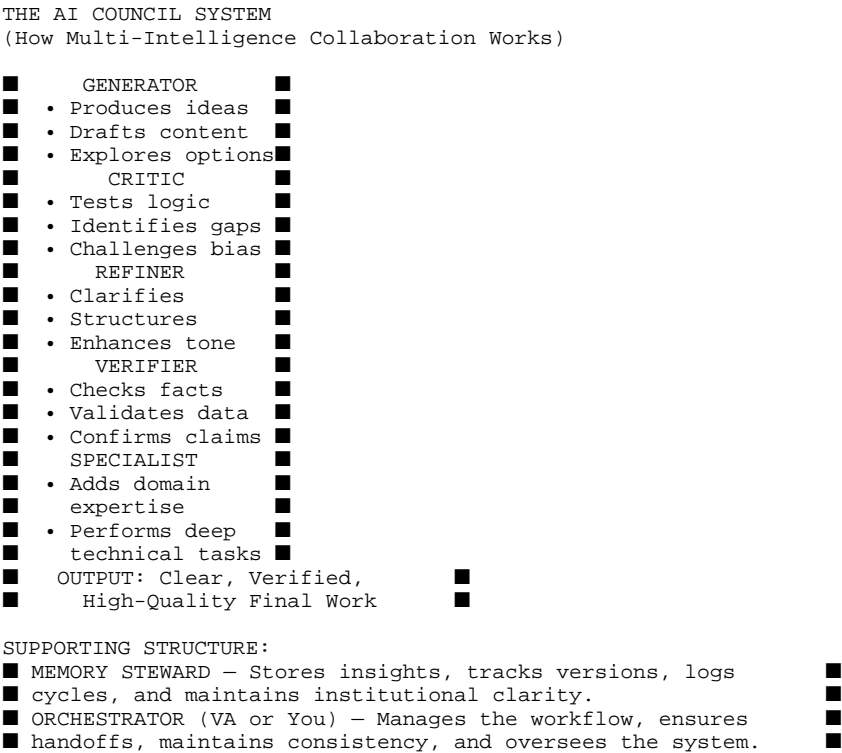 THE AI COUNCIL SYSTEM
(How Multi-Intelligence Collaboration Works)
■ GENERATOR ■
■ • Produces ideas ■
■ • Drafts content ■
■ • Explores options■
■ CRITIC ■
■ • Tests logic ■
■ • Identifies gaps ■
■ • Challenges bias ■
■ REFINER ■
■ • Clarifies ■
■ • Structures ■
■ • Enhances tone ■
■ VERIFIER ■
■ • Checks facts ■
■ • Validates data ■
■ • Confirms claims ■
■ SPECIALIST ■
■ • Adds domain ■
■ expertise ■
■ • Performs deep ■
■ technical tasks ■
■ OUTPUT: Clear, Verified, ■
■ High-Quality Final Work ■
SUPPORTING STRUCTURE:
■ MEMORY STEWARD — Stores insights, tracks versions, logs ■
■ cycles, and maintains institutional clarity. ■
■ ORCHESTRATOR (VA or You) — Manages the workflow, ensures ■
■ handoffs, maintains consistency, and oversees the system. ■